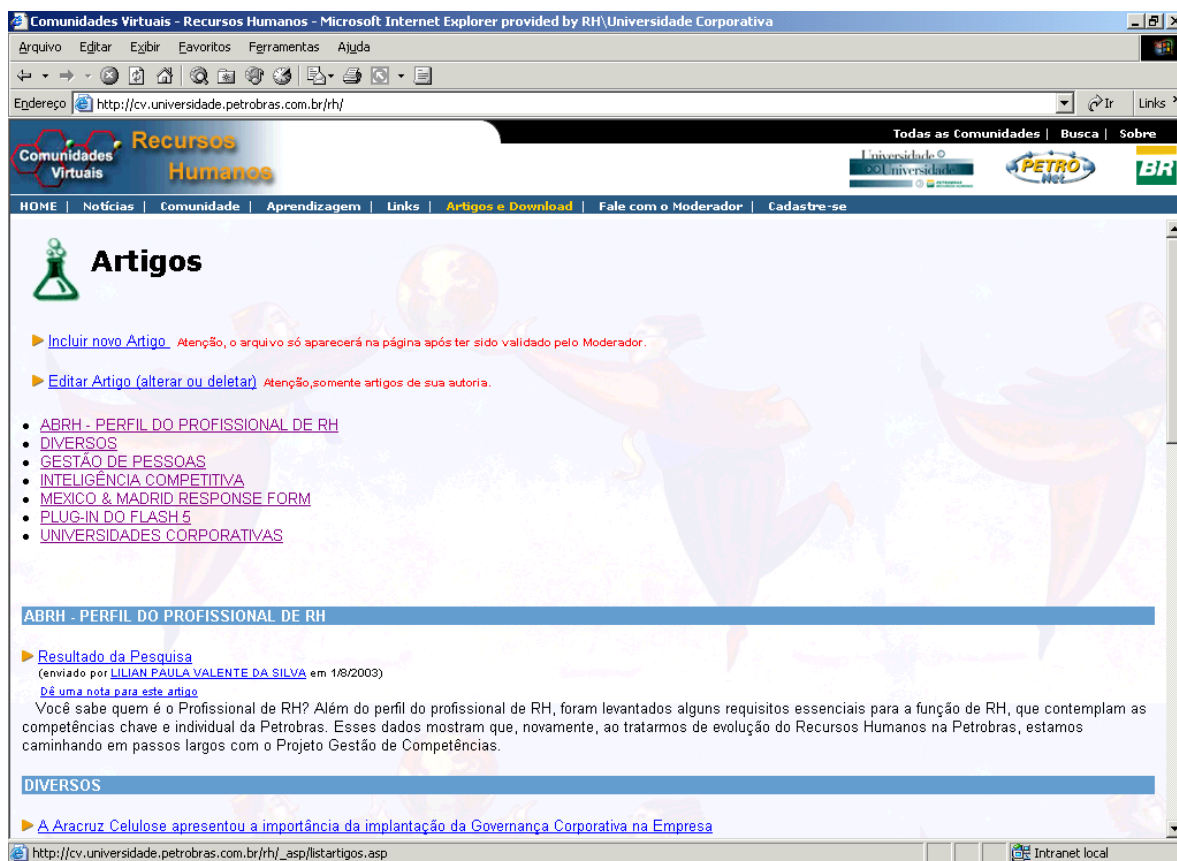 Comunidades Virtuais - Recursos Humanos - Microsoft Internet Explorer provided by RH\Universidade Corporativa
Arquivo Editar Exibir Favoritos Ferramentas Ajuda
Endereço http://cv.universidade.petrobras.com.br/rh/ Ir Links
Todas as Comunidades | Busca | Sobre
Comunidades Virtuais
Recursos Humanos
Universidade
Universidade
PETRO Net
BR
HOME | Notícias | Comunidade | Aprendizagem | Links | Artigos e Download | Fale com o Moderador | Cadastre-se
Artigos
Incluir novo Artigo Atenção, o arquivo só aparecerá na página após ter sido validado pelo Moderador.
Editar Artigo (alterar ou deletar) Atenção,somente artigos de sua autoria.
ABRH - PERFIL DO PROFISSIONAL DE RH
DIVERSOS
GESTÃO DE PESSOAS
INTELIGÊNCIA COMPETITIVA
MEXICO & MADRID RESPONSE FORM
PLUG-IN DO FLASH 5
UNIVERSIDADES CORPORATIVAS
ABRH - PERFIL DO PROFISSIONAL DE RH
Resultado da Pesquisa
(enviado por LILIAN PAULA VALENTE DA SILVA em 1/8/2003)
Dê uma nota para este artigo
Você sabe quem é o Profissional de RH? Além do perfil do profissional de RH, foram levantados alguns requisitos essenciais para a função de RH, que contemplam as
competências chave e individual da Petrobras. Esses dados mostram que, novamente, ao tratarmos de evolução do Recursos Humanos na Petrobras, estamos
caminhando em passos largos com o Projeto Gestão de Competências.
DIVERSOS
A Aracruz Celulose apresentou a importância da implantação da Governança Corporativa na Empresa
http://cv.universidade.petrobras.com.br/rh/_asp/listartigos.asp Intranet local